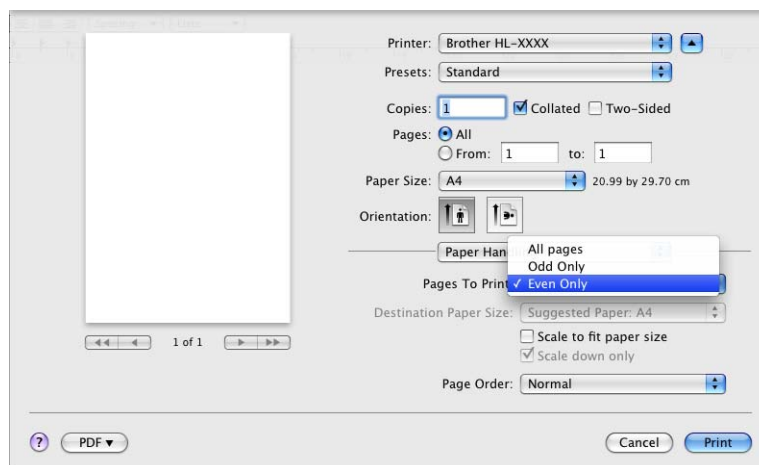 Printer: Brother HL-XXXX
Presets: Standard
Copies: 1 Collated Two-Sided
Pages: All
From: 1 to: 1
Paper Size: A4 20.99 by 29.70 cm
Orientation:
Paper Han
All pages
Odd Only
Pages To Print ✓ Even Only
Destination Paper Size: Suggested Paper: A4
Scale to fit paper size
1 of 1
Scale down only
Page Order: Normal
? PDF ▼ Cancel Print